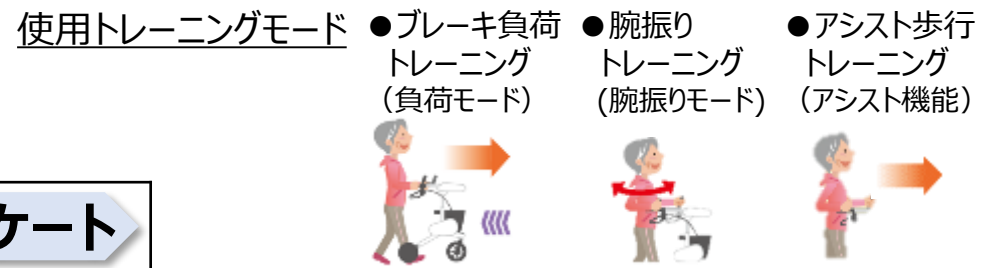 使用トレーニングモード
●ブレーキ負荷
トレーニング
（負荷モード）
●腕振り
トレーニング
(腕振りモード)
●アシスト歩行
トレーニング
（アシスト機能）
ケート